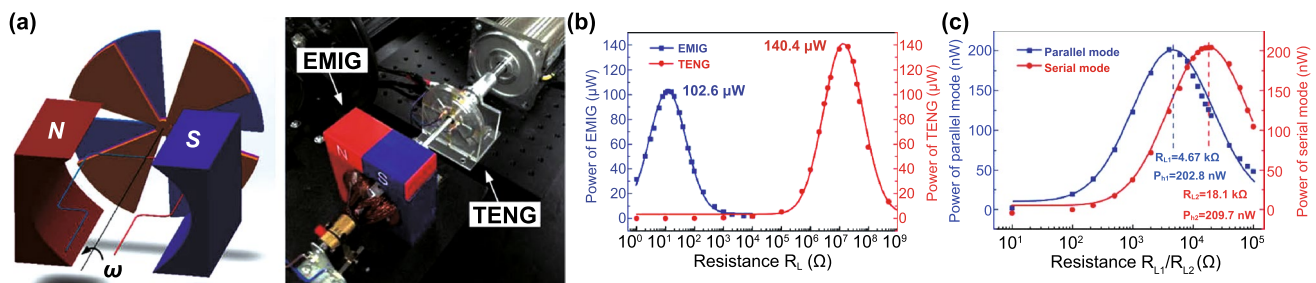 (a)
N
S
ω
EMIG
N
S
TENG
(b)
Power of EMIG (µW)
140
120
100
80
60
40
20
0
EMIG
TENG
102.6 µW
140.4 µW
10⁰ 10¹ 10² 10³ 10⁴ 10⁵ 10⁶ 10⁷ 10⁸ 10⁹
Resistance R_L (Ω)
Power of TENG (µW)
140
120
100
80
60
40
20
0
(c)
Power of parallel mode (nW)
200
150
100
50
0
Parallel mode
Serial mode
R_L1=4.67 kΩ
P_h1=202.8 nW
R_L2=18.1 kΩ
P_h2=209.7 nW
10¹ 10² 10³ 10⁴ 10⁵
Resistance R_L1/R_L2 (Ω)
Power of serial mode (nW)
200
150
100
50
0